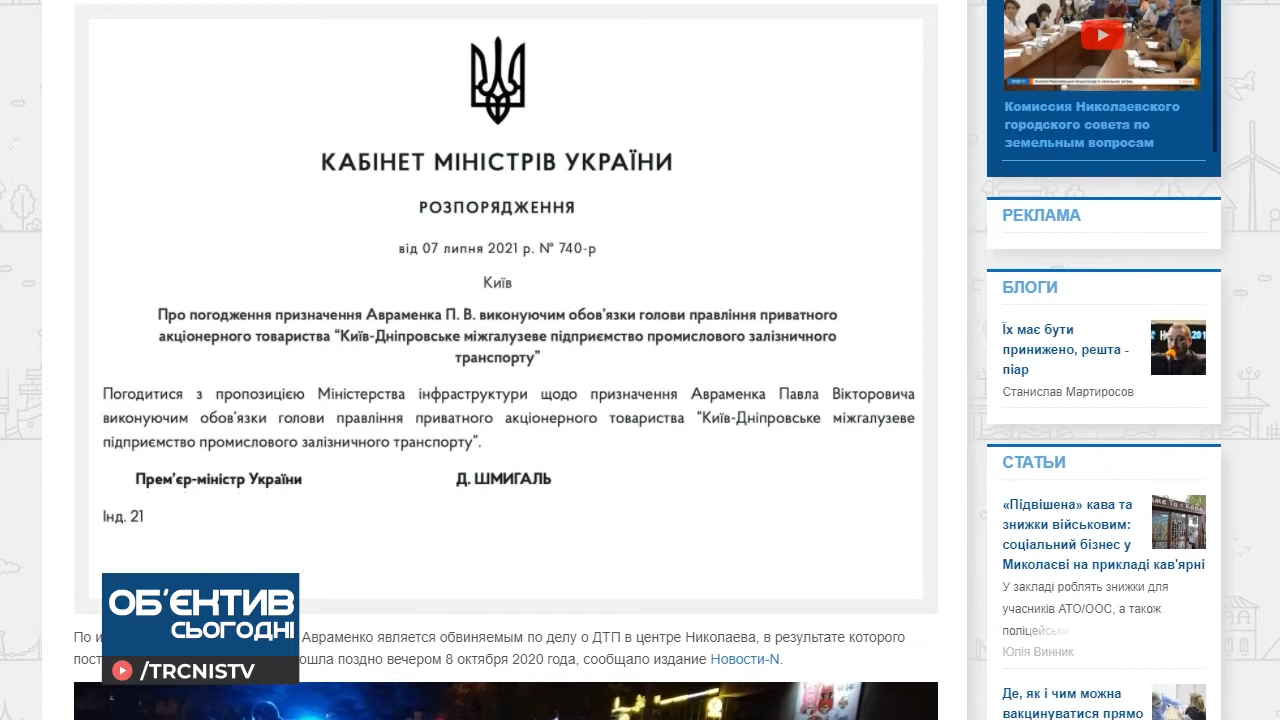 КАБІНЕТ МІНІСТРІВ УКРАЇНИ
РОЗПОРЯДЖЕННЯ
від 07 липня 2021 р. № 740-р
Київ
Про погодження призначення Авраменка П. В. виконуючим обов’язки голови правління приватного
акціонерного товариства “Київ-Дніпровське міжгалузеве підприємство промислового залізничного
транспорту”
Погодитися з пропозицією Міністерства інфраструктури щодо призначення Авраменка Павла Вікторовича
виконуючим обов’язки голови правління приватного акціонерного товариства “Київ-Дніпровське міжгалузеве
підприємство промислового залізничного транспорту”.
Прем’єр-міністр України Д. ШМИГАЛЬ
Інд. 21
По Авраменко является обвиняемым по делу о ДТП в центре Николаева, в результате которого
поздно вечером 8 октября 2020 года, сообщало издание Новости-N.
ОБ’ЄКТИВ
СЬОГОДНІ
/TRCNISTV
Комиссия Николаевского
городского совета по
земельным вопросам
РЕКЛАМА
БЛОГИ
Їх має бути
принижено, решта -
піар
Станислав Мартиросов
СТАТЬИ
«Підвішена» кава та
знижки військовим:
соціальний бізнес у
Миколаєві на прикладі кав'ярні
У закладі роблять знижки для
учасників АТО/ООС, а також
поліцейськи
Юлія Винник
Де, як і чим можна
вакцинуватися прямо